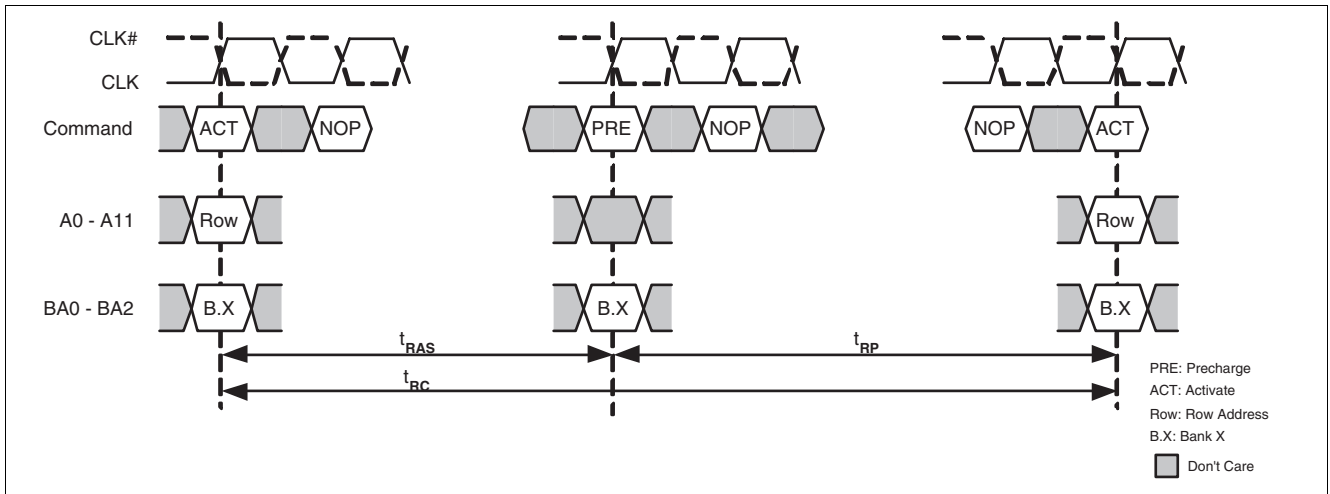 CLK#
CLK
Command ACT NOP PRE NOP NOP ACT
A0 - A11 Row Row
BA0 - BA2 B.X B.X B.X
tRAS tRP
tRC
PRE: Precharge
ACT: Activate
Row: Row Address
B.X: Bank X
Don't Care